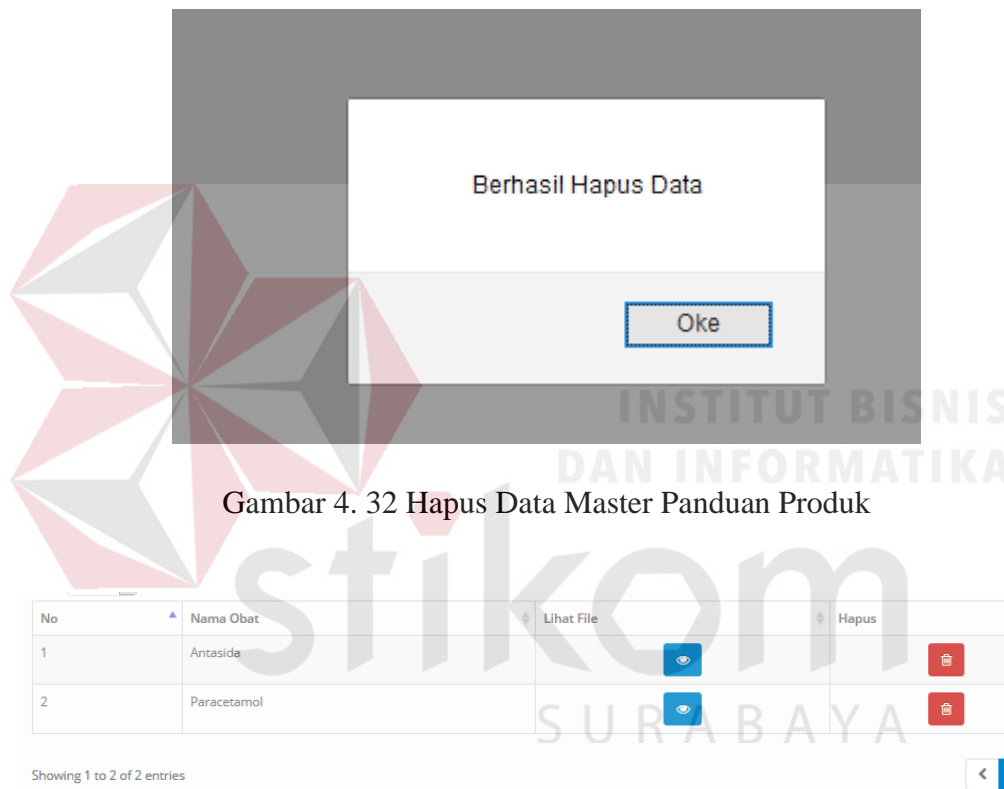 Berhasil Hapus Data
Oke
INSTITUT BISNIS
DAN INFORMATIKA
Gambar 4. 32 Hapus Data Master Panduan Produk
stikom
No Nama Obat Lihat File Hapus
1 Antasida
2 Paracetamol
SURABAYA
Showing 1 to 2 of 2 entries